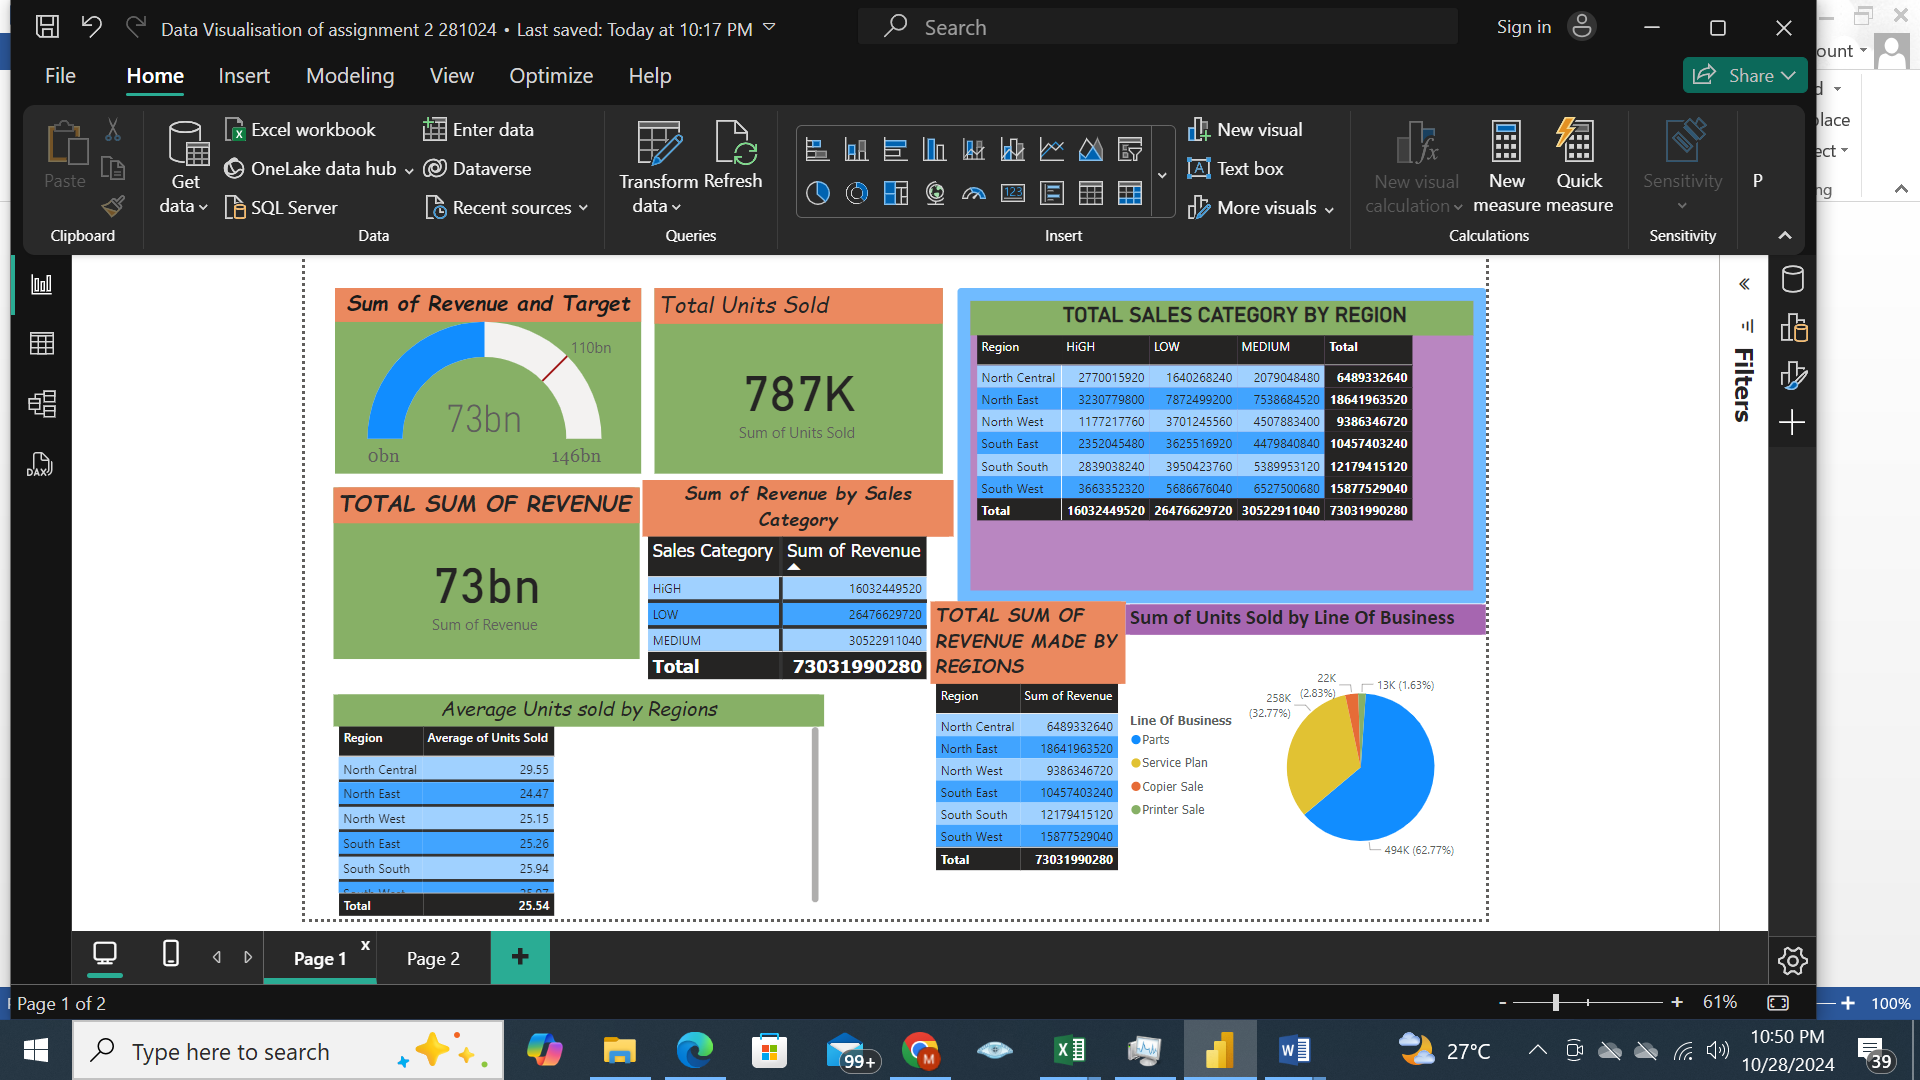 Data Visualisation of assignment 2 281024 • Last saved: Today at 10:17 PM
Search
Sign in
File Home Insert Modeling View Optimize Help
Share
Paste
Clipboard
Get data
Excel workbook
OneLake data hub
SQL Server
Enter data
Dataverse
Recent sources
Data
Transform data
Refresh
Queries
New visual
Text box
More visuals
Insert
New visual calculation
New measure
Quick measure
Calculations
Sensitivity
Sensitivity
P
ount
d
place
ect
ng
DAX
Sum of Revenue and Target
110bn
73bn
0bn
146bn
Total Units Sold
787K
Sum of Units Sold
TOTAL SALES CATEGORY BY REGION
Region HiGH LOW MEDIUM Total
North Central 2770015920 1640268240 2079048480 6489332640
North East 3230779800 7872499200 7538684520 18641963520
North West 1177217760 3701245560 4507883400 9386346720
South East 2352045480 3625516920 4479840840 10457403240
South South 2839038240 3950423760 5389953120 12179415120
South West 3663352320 5686676040 6527500680 15877529040
Total 16032449520 26476629720 30522911040 73031990280
TOTAL SUM OF REVENUE
73bn
Sum of Revenue
Sum of Revenue by Sales
Category
Sales Category Sum of Revenue
HiGH 16032449520
LOW 26476629720
MEDIUM 30522911040
Total 73031990280
TOTAL SUM OF
REVENUE MADE BY
REGIONS
Region Sum of Revenue
North Central 6489332640
North East 18641963520
North West 9386346720
South East 10457403240
South South 12179415120
South West 15877529040
Total 73031990280
Sum of Units Sold by Line Of Business
Line Of Business
Parts
Service Plan
Copier Sale
Printer Sale
22K
(2.83%)
13K (1.63%)
258K
(32.77%)
494K (62.77%)
Average Units sold by Regions
Region Average of Units Sold
North Central 29.55
North East 24.47
North West 25.15
South East 25.26
South South 25.94
South West 25.97
Total 25.54
Filters
Page 1
x
Page 2
+
Page 1 of 2
- + 61%
+ 100%
Type here to search
99+
M
27°C
10:50 PM
10/28/2024
39